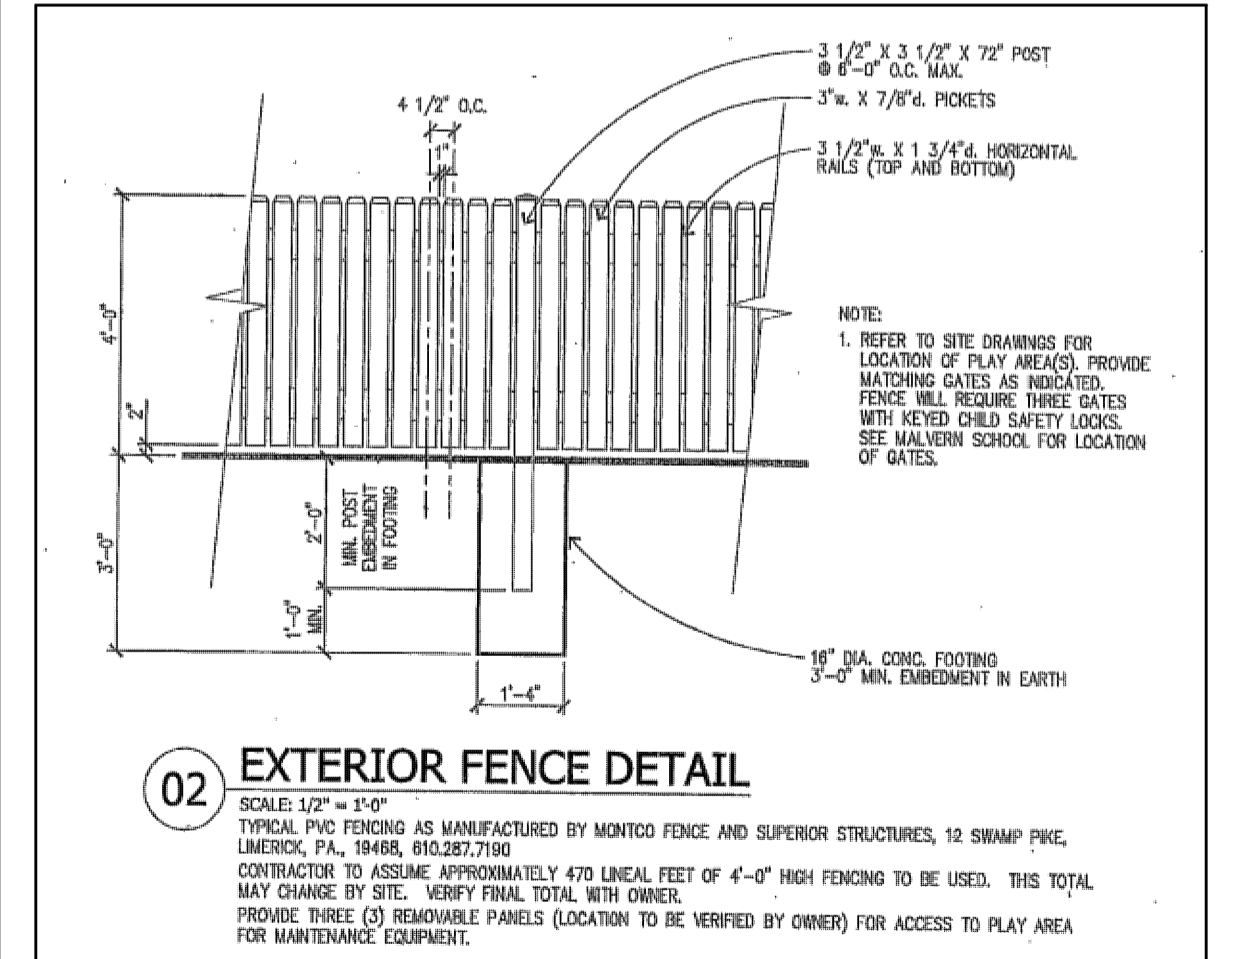 3 1/2" X 3 1/2" X 72" POST
@ 6'-0" O.C. MAX.
4 1/2" O.C.
3"w. X 7/8"d. PICKETS
1"
3 1/2"w. X 1 3/4"d. HORIZONTAL
RAILS (TOP AND BOTTOM)
4'-0"
2"
NOTE:
1. REFER TO SITE DRAWINGS FOR
LOCATION OF PLAY AREA(S). PROVIDE
MATCHING GATES AS INDICATED.
FENCE WILL REQUIRE THREE GATES
WITH KEYED CHILD SAFETY LOCKS.
SEE MALVERN SCHOOL FOR LOCATION
OF GATES.
3'-0"
2'-0"
MIN. POST
EMBEDMENT
IN FOOTING
1'-0"
MIN.
16" DIA. CONC. FOOTING
3'-0" MIN. EMBEDMENT IN EARTH
1'-4"
02
EXTERIOR FENCE DETAIL
SCALE: 1/2" = 1'-0"
TYPICAL PVC FENCING AS MANUFACTURED BY MONTCO FENCE AND SUPERIOR STRUCTURES, 12 SWAMP PIKE,
LIMERICK, PA., 19468, 610.287.7190
CONTRACTOR TO ASSUME APPROXIMATELY 470 LINEAL FEET OF 4'-0" HIGH FENCING TO BE USED. THIS TOTAL
MAY CHANGE BY SITE. VERIFY FINAL TOTAL WITH OWNER.
PROVIDE THREE (3) REMOVABLE PANELS (LOCATION TO BE VERIFIED BY OWNER) FOR ACCESS TO PLAY AREA
FOR MAINTENANCE EQUIPMENT.